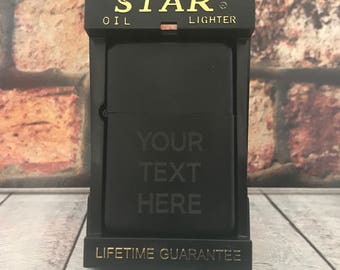 STAR®
OIL LIGHTER
YOUR
TEXT
HERE
LIFETIME GUARANTEE